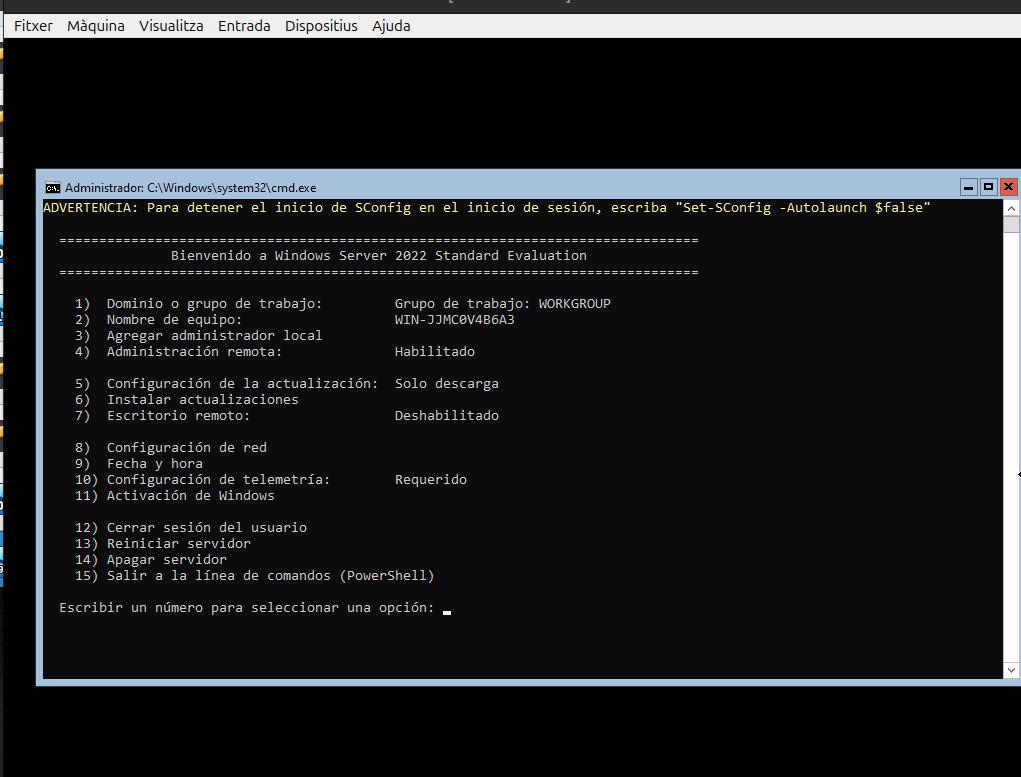 Fitxer Màquina Visualitza Entrada Dispositius Ajuda
Administrador: C:\Windows\system32\cmd.exe
ADVERTENCIA: Para detener el inicio de SConfig en el inicio de sesión, escriba "Set-SConfig -Autolaunch $false"
================================================================================
Bienvenido a Windows Server 2022 Standard Evaluation
================================================================================
1) Dominio o grupo de trabajo: Grupo de trabajo: WORKGROUP
2) Nombre de equipo: WIN-JJMC0V4B6A3
3) Agregar administrador local
4) Administración remota: Habilitado
5) Configuración de la actualización: Solo descarga
6) Instalar actualizaciones
7) Escritorio remoto: Deshabilitado
8) Configuración de red
9) Fecha y hora
10) Configuración de telemetría: Requerido
11) Activación de Windows
12) Cerrar sesión del usuario
13) Reiniciar servidor
14) Apagar servidor
15) Salir a la línea de comandos (PowerShell)
Escribir un número para seleccionar una opción: